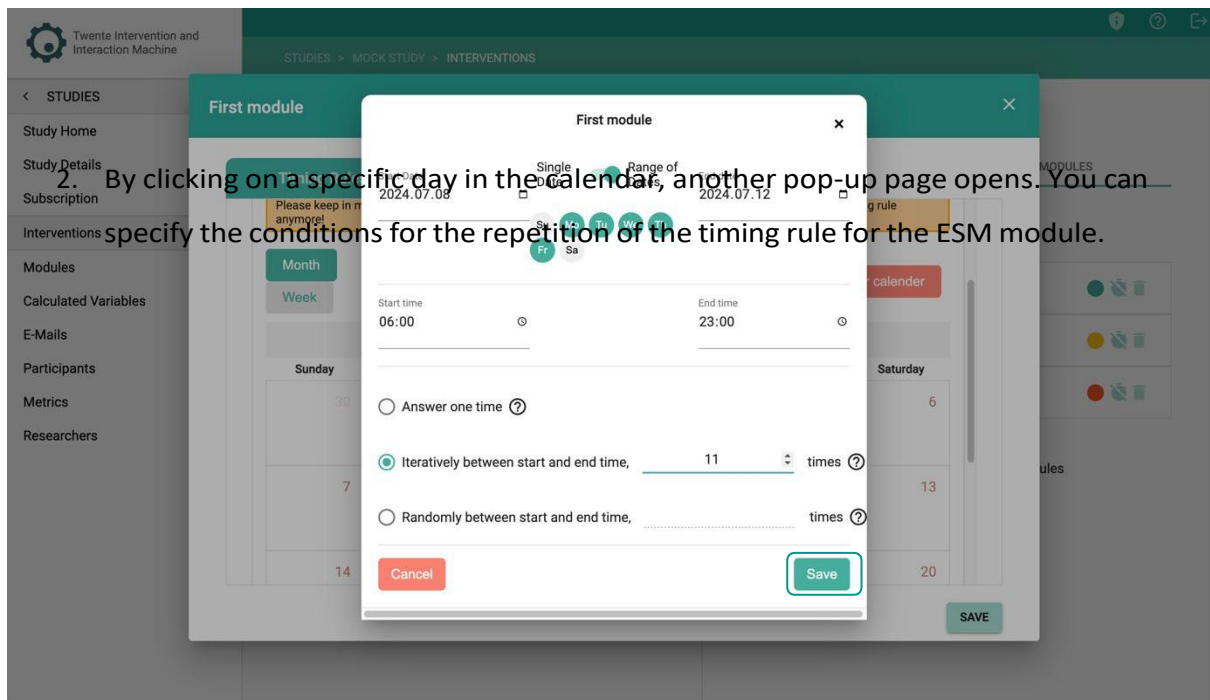 Twente Intervention and
Interaction Machine
STUDIES > MOCK STUDY > INTERVENTIONS
< STUDIES
Study Home
Study Details
Subscription
Interventions
Modules
Calculated Variables
E-Mails
Participants
Metrics
Researchers
First module
First module
2. By clicking on a specific day in the calendar, another pop-up page opens. You can
specify the conditions for the repetition of the timing rule for the ESM module.
MODULES
Single
Date
Range of
Dates
2024.07.08
2024.07.12
Please keep in
anymore!
g rule
Su Mo Tu We Th
Fr Sa
Month
Week
calender
Start time
06:00
End time
23:00
Sunday
Saturday
30
6
Answer one time
Iteratively between start and end time, 11 times
7
13
ules
Randomly between start and end time, times
14
20
Cancel
Save
SAVE